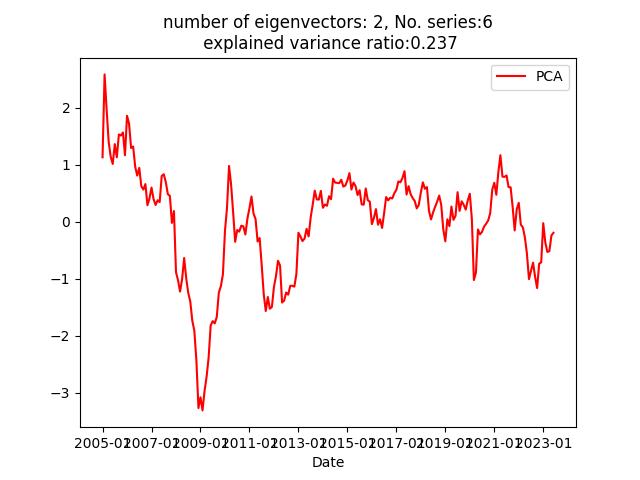 number of eigenvectors: 2, No. series:6
explained variance ratio:0.237
PCA
2
1
0
−1
−2
−3
2005-01 2007-01 2009-01 2011-01 2013-01 2015-01 2017-01 2019-01 2021-01 2023-01
Date